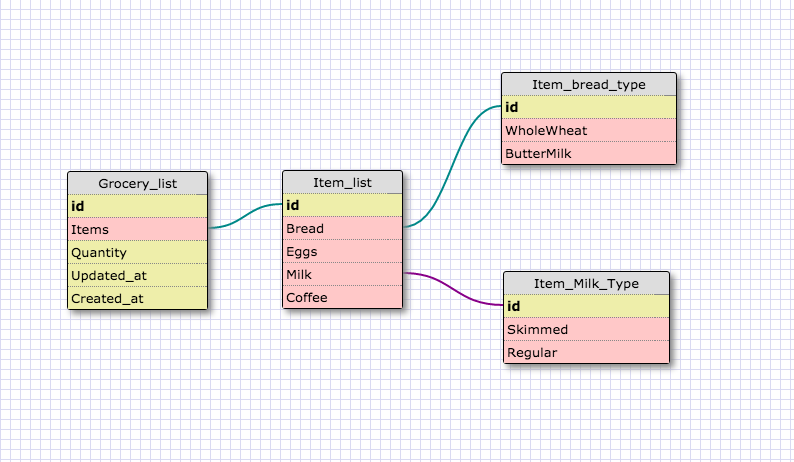 Grocery_list
id
Items
Quantity
Updated_at
Created_at
Item_list
id
Bread
Eggs
Milk
Coffee
Item_bread_type
id
WholeWheat
ButterMilk
Item_Milk_Type
id
Skimmed
Regular